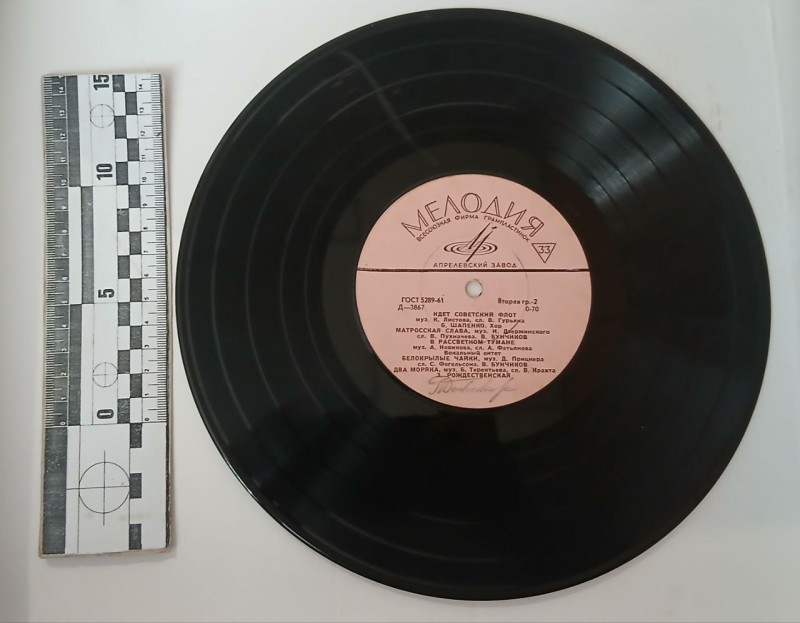 15
10
5
0
МЕЛОДИЯ
ВСЕСОЮЗНАЯ ФИРМА ГРАМПЛАСТИНОК
33
АПРЕЛЕВСКИЙ ЗАВОД
ГОСТ 5289-61 Вторая гр.-2
Д—3867 0-70
ИДЕТ СОВЕТСКИЙ ФЛОТ
муз. К. Листова, сл. В. Гурьяна
Б. ШАПЕНКО, Хор
МАТРОССКАЯ СЛАВА, муз. И. Дзержинского
сл. В. Пухначева, В. БУНЧИКОВ
В РАССВЕТНОМ ТУМАНЕ
муз. А. Новикова, сл. А. Фатьянова
Вокальный октет
БЕЛОКРЫЛЫЕ ЧАЙКИ, муз. Д. Прицкера
сл. С. Фогельсона, В. БУНЧИКОВ
ДВА МОРЯКА, муз. Б. Терентьева, сл. В. Крахта
З. РОЖДЕСТВЕНСКАЯ